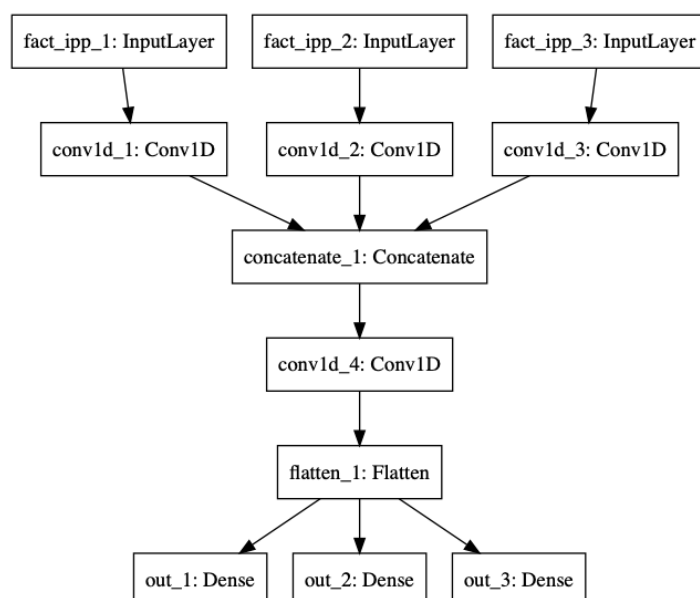 fact_ipp_1: InputLayer
fact_ipp_2: InputLayer
fact_ipp_3: InputLayer
conv1d_1: Conv1D
conv1d_2: Conv1D
conv1d_3: Conv1D
concatenate_1: Concatenate
conv1d_4: Conv1D
flatten_1: Flatten
out_1: Dense
out_2: Dense
out_3: Dense